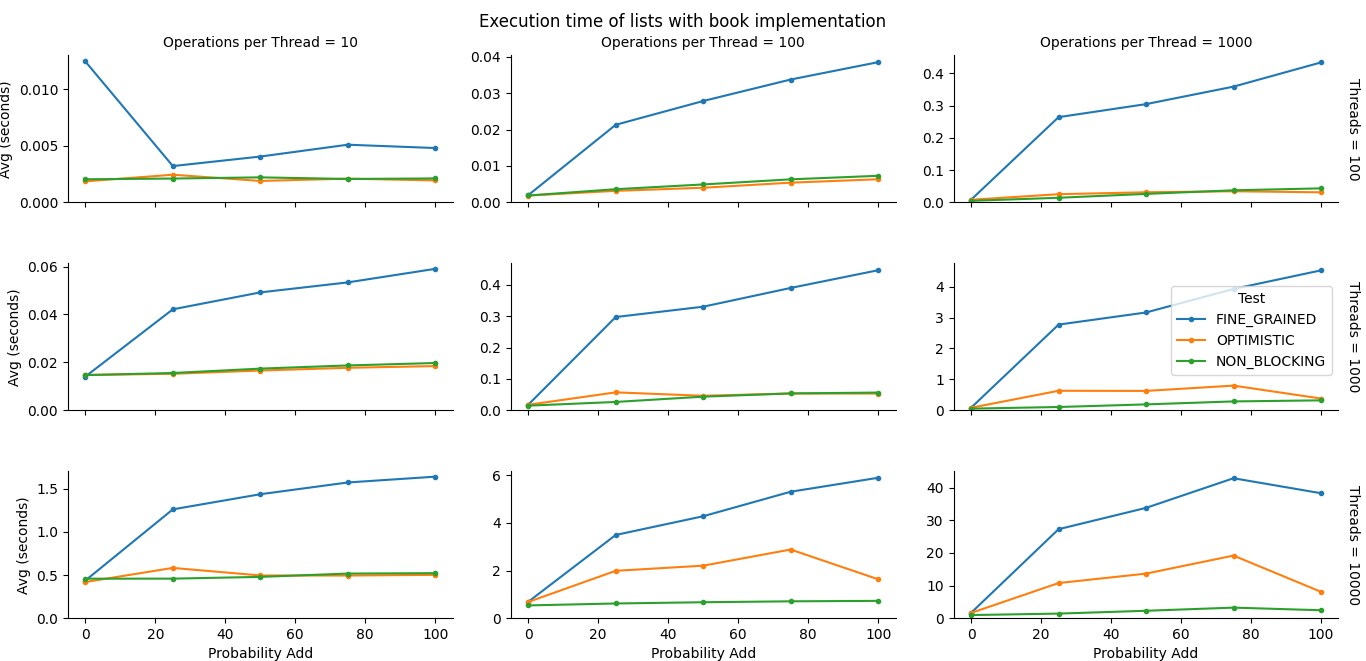 Execution time of lists with book implementation
Operations per Thread = 10
Operations per Thread = 100
Operations per Thread = 1000
Avg (seconds)
0.010
0.005
0.000
0.04
0.03
0.02
0.01
0.00
0.4
0.3
0.2
0.1
0.0
Threads = 100
Avg (seconds)
0.06
0.04
0.02
0.00
0.4
0.3
0.2
0.1
0.0
4
3
2
1
0
Test
FINE_GRAINED
OPTIMISTIC
NON_BLOCKING
Threads = 1000
Avg (seconds)
1.5
1.0
0.5
0.0
0 20 40 60 80 100
Probability Add
6
4
2
0
0 20 40 60 80 100
Probability Add
40
30
20
10
0
0 20 40 60 80 100
Probability Add
Threads = 10000